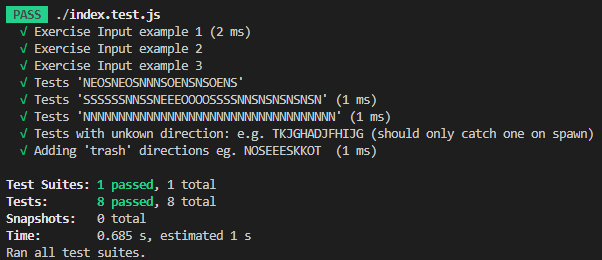 PASS ./index.test.js
√ Exercise Input example 1 (2 ms)
√ Exercise Input example 2
√ Exercise Input example 3
√ Tests 'NEOSNEOSNNNSOENSNSOENS'
√ Tests 'SSSSSSNNSSNEEEOOOOSSSSNNSNSNSNSNSN' (1 ms)
√ Tests 'NNNNNNNNNNNNNNNNNNNNNNNNNNNNNNNNNNNN' (1 ms)
√ Tests with unkown direction: e.g. TKJGHADJFHIJG (should only catch one on spawn)
√ Adding 'trash' directions eg. NOSEEESKKOT (1 ms)
Test Suites: 1 passed, 1 total
Tests: 8 passed, 8 total
Snapshots: 0 total
Time: 0.685 s, estimated 1 s
Ran all test suites.